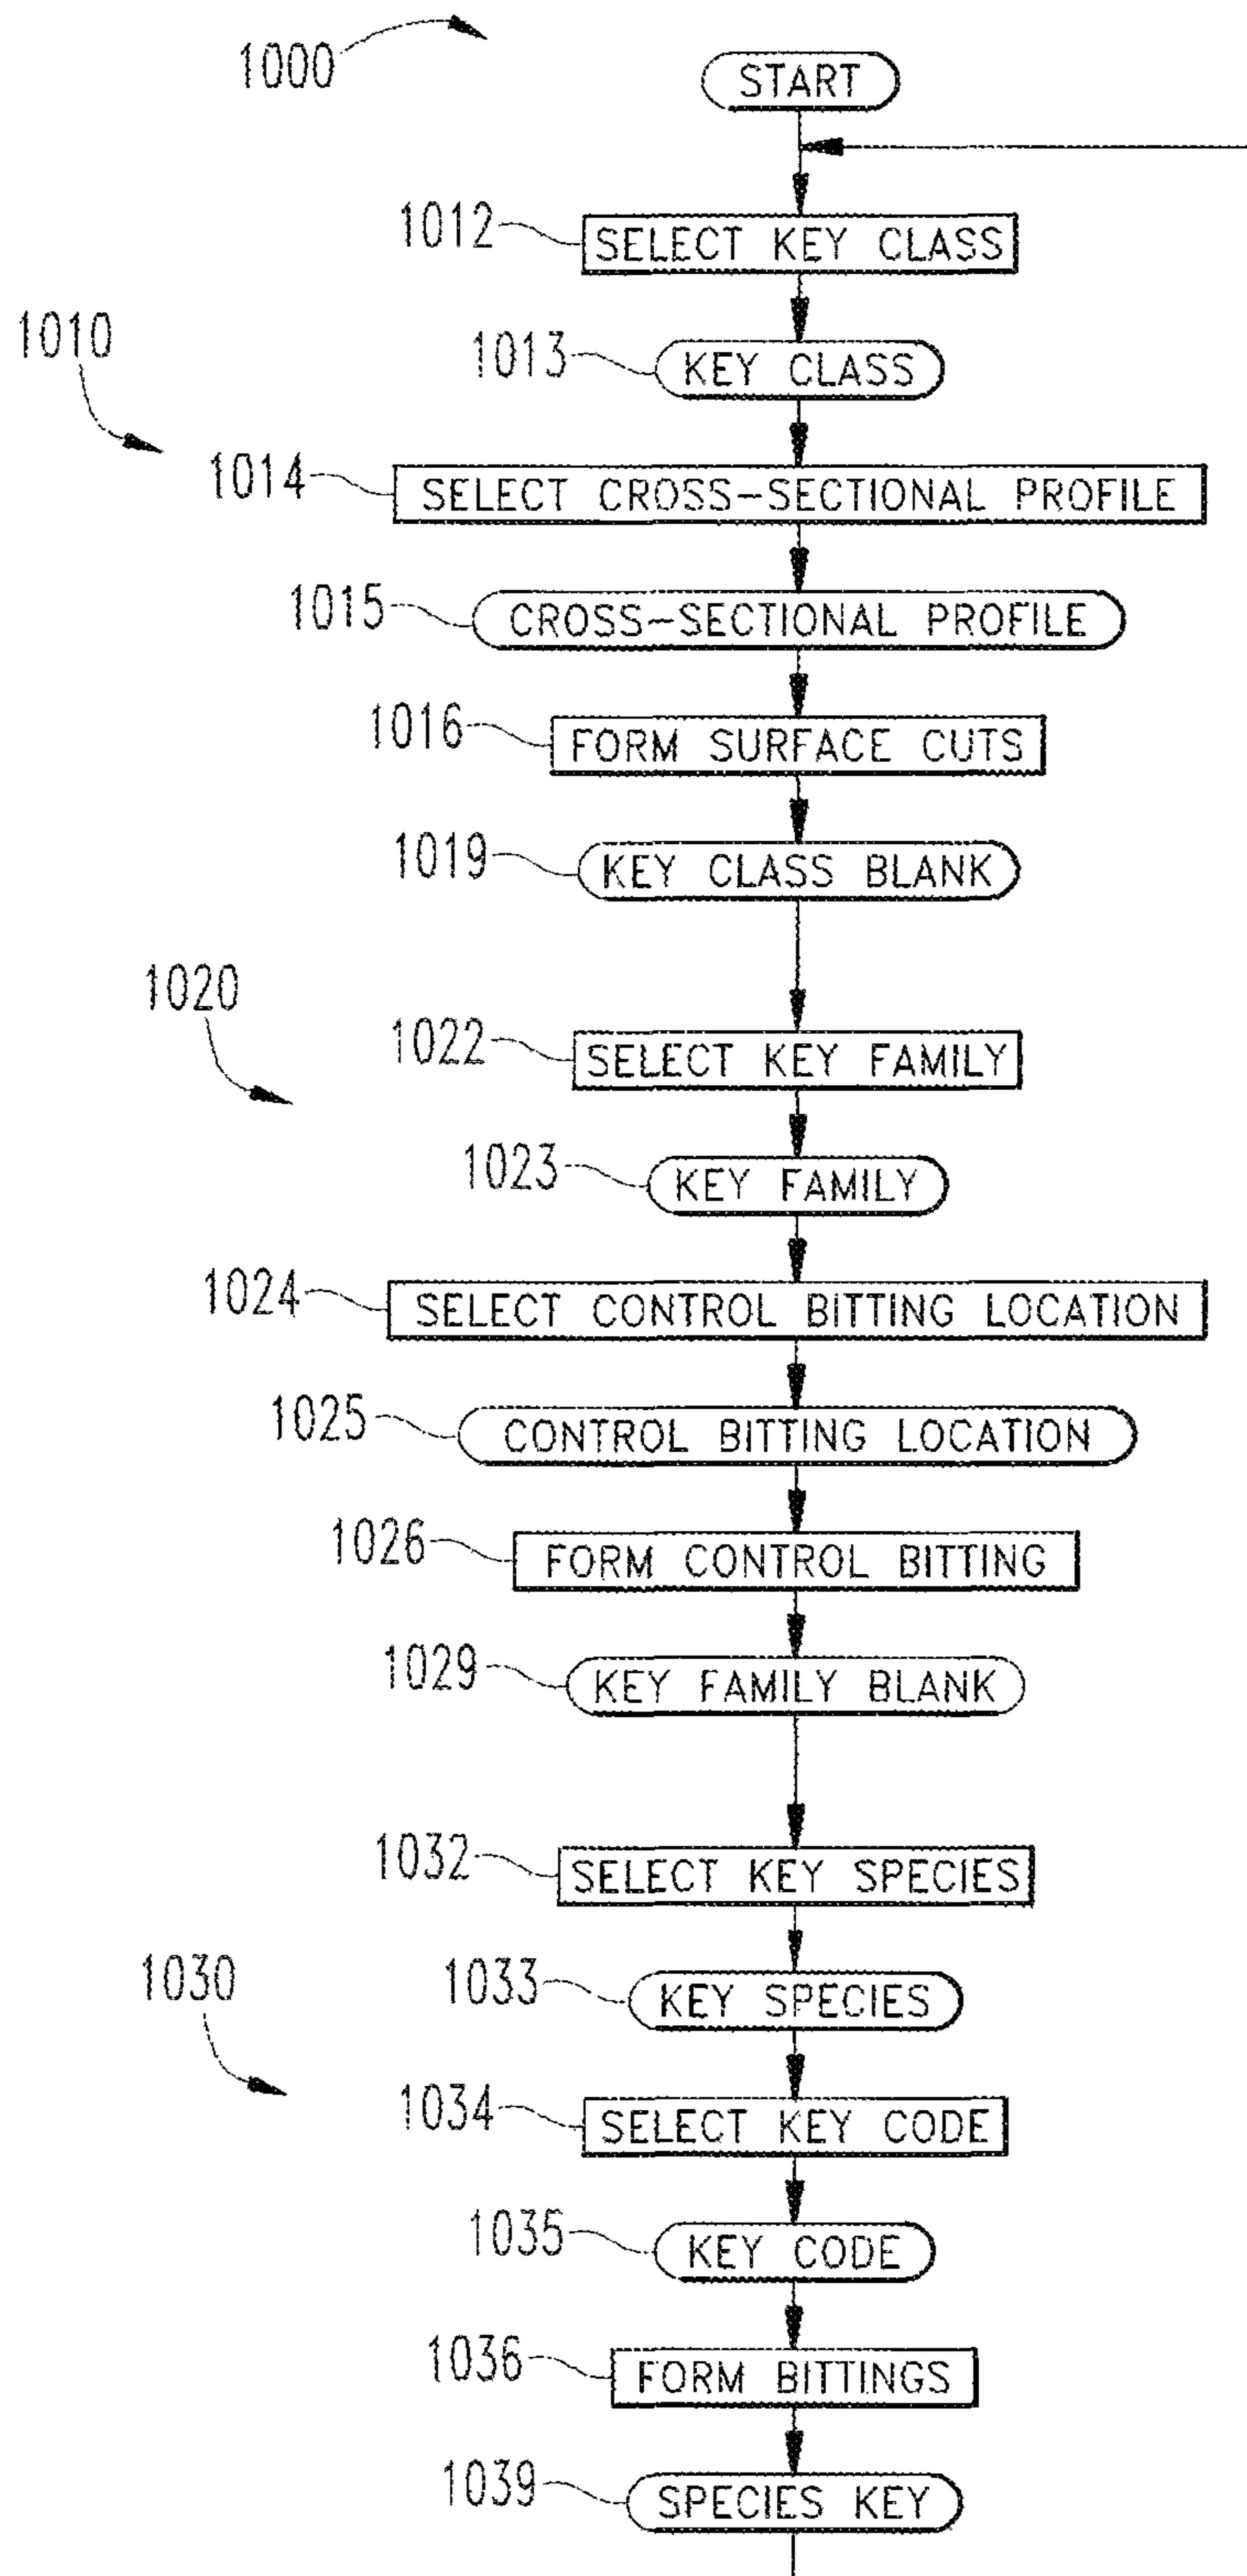 1000
START
1012
SELECT KEY CLASS
1010
1013
KEY CLASS
1014
SELECT CROSS-SECTIONAL PROFILE
1015
CROSS-SECTIONAL PROFILE
1016
FORM SURFACE CUTS
1019
KEY CLASS BLANK
1020
1022
SELECT KEY FAMILY
1023
KEY FAMILY
1024
SELECT CONTROL BITTING LOCATION
1025
CONTROL BITTING LOCATION
1026
FORM CONTROL BITTING
1029
KEY FAMILY BLANK
1032
SELECT KEY SPECIES
1030
1033
KEY SPECIES
1034
SELECT KEY CODE
1035
KEY CODE
1036
FORM BITTINGS
1039
SPECIES KEY